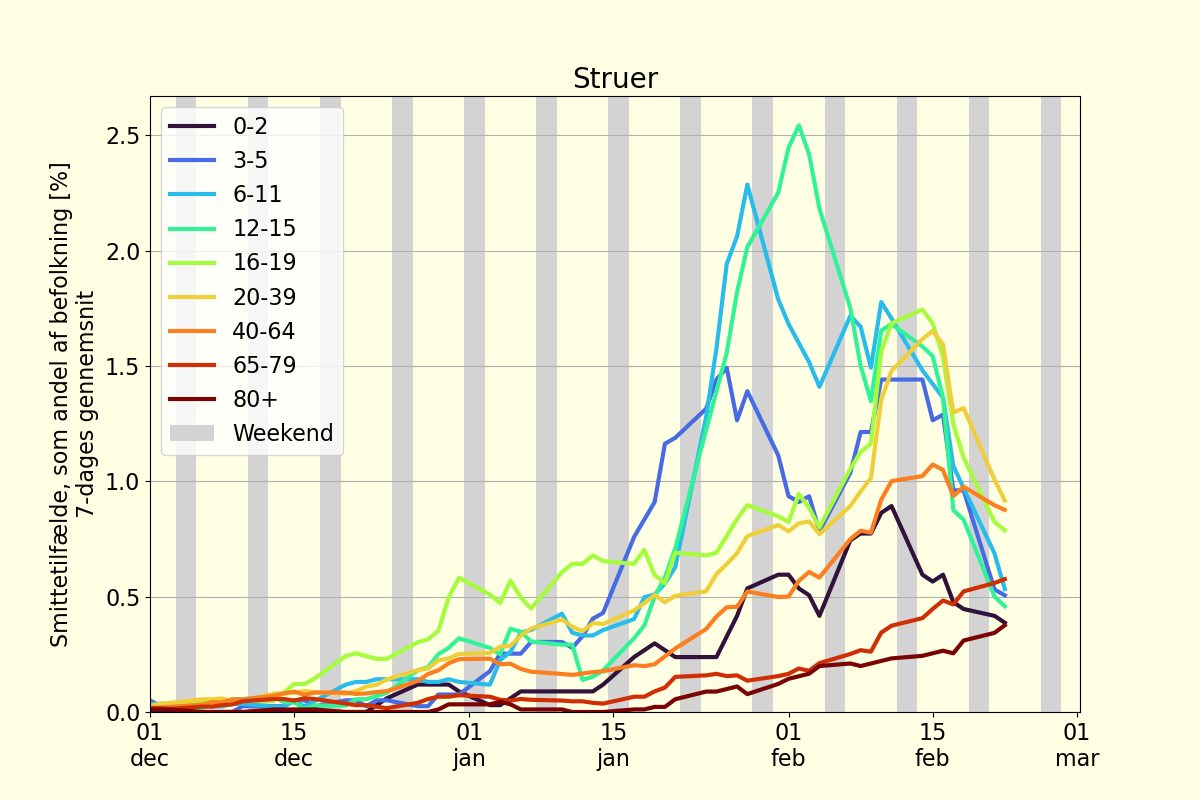 Struer
Smittetilfælde, som andel af befolkning [%]
7-dages gennemsnit
2.5
2.0
1.5
1.0
0.5
0.0
0-2
3-5
6-11
12-15
16-19
20-39
40-64
65-79
80+
Weekend
01 15 01 15 01 15 01
dec dec jan jan feb feb mar